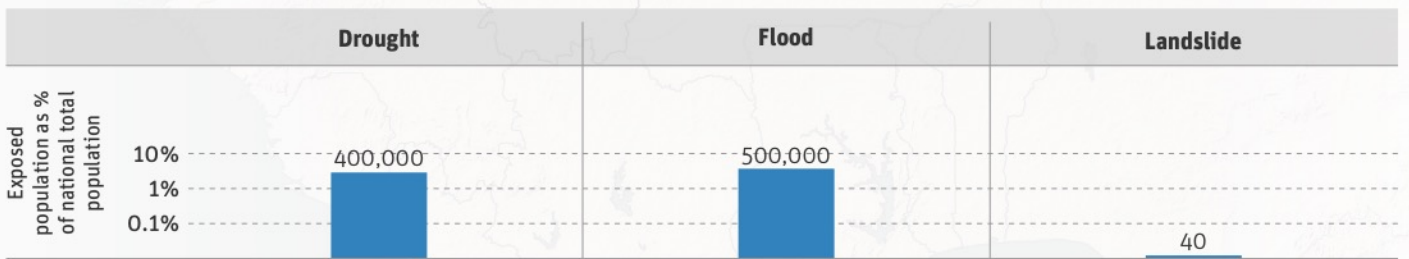 Drought
Flood
Landslide
Exposed
population as %
of national total
population
10%
1%
0.1%
400,000
500,000
40